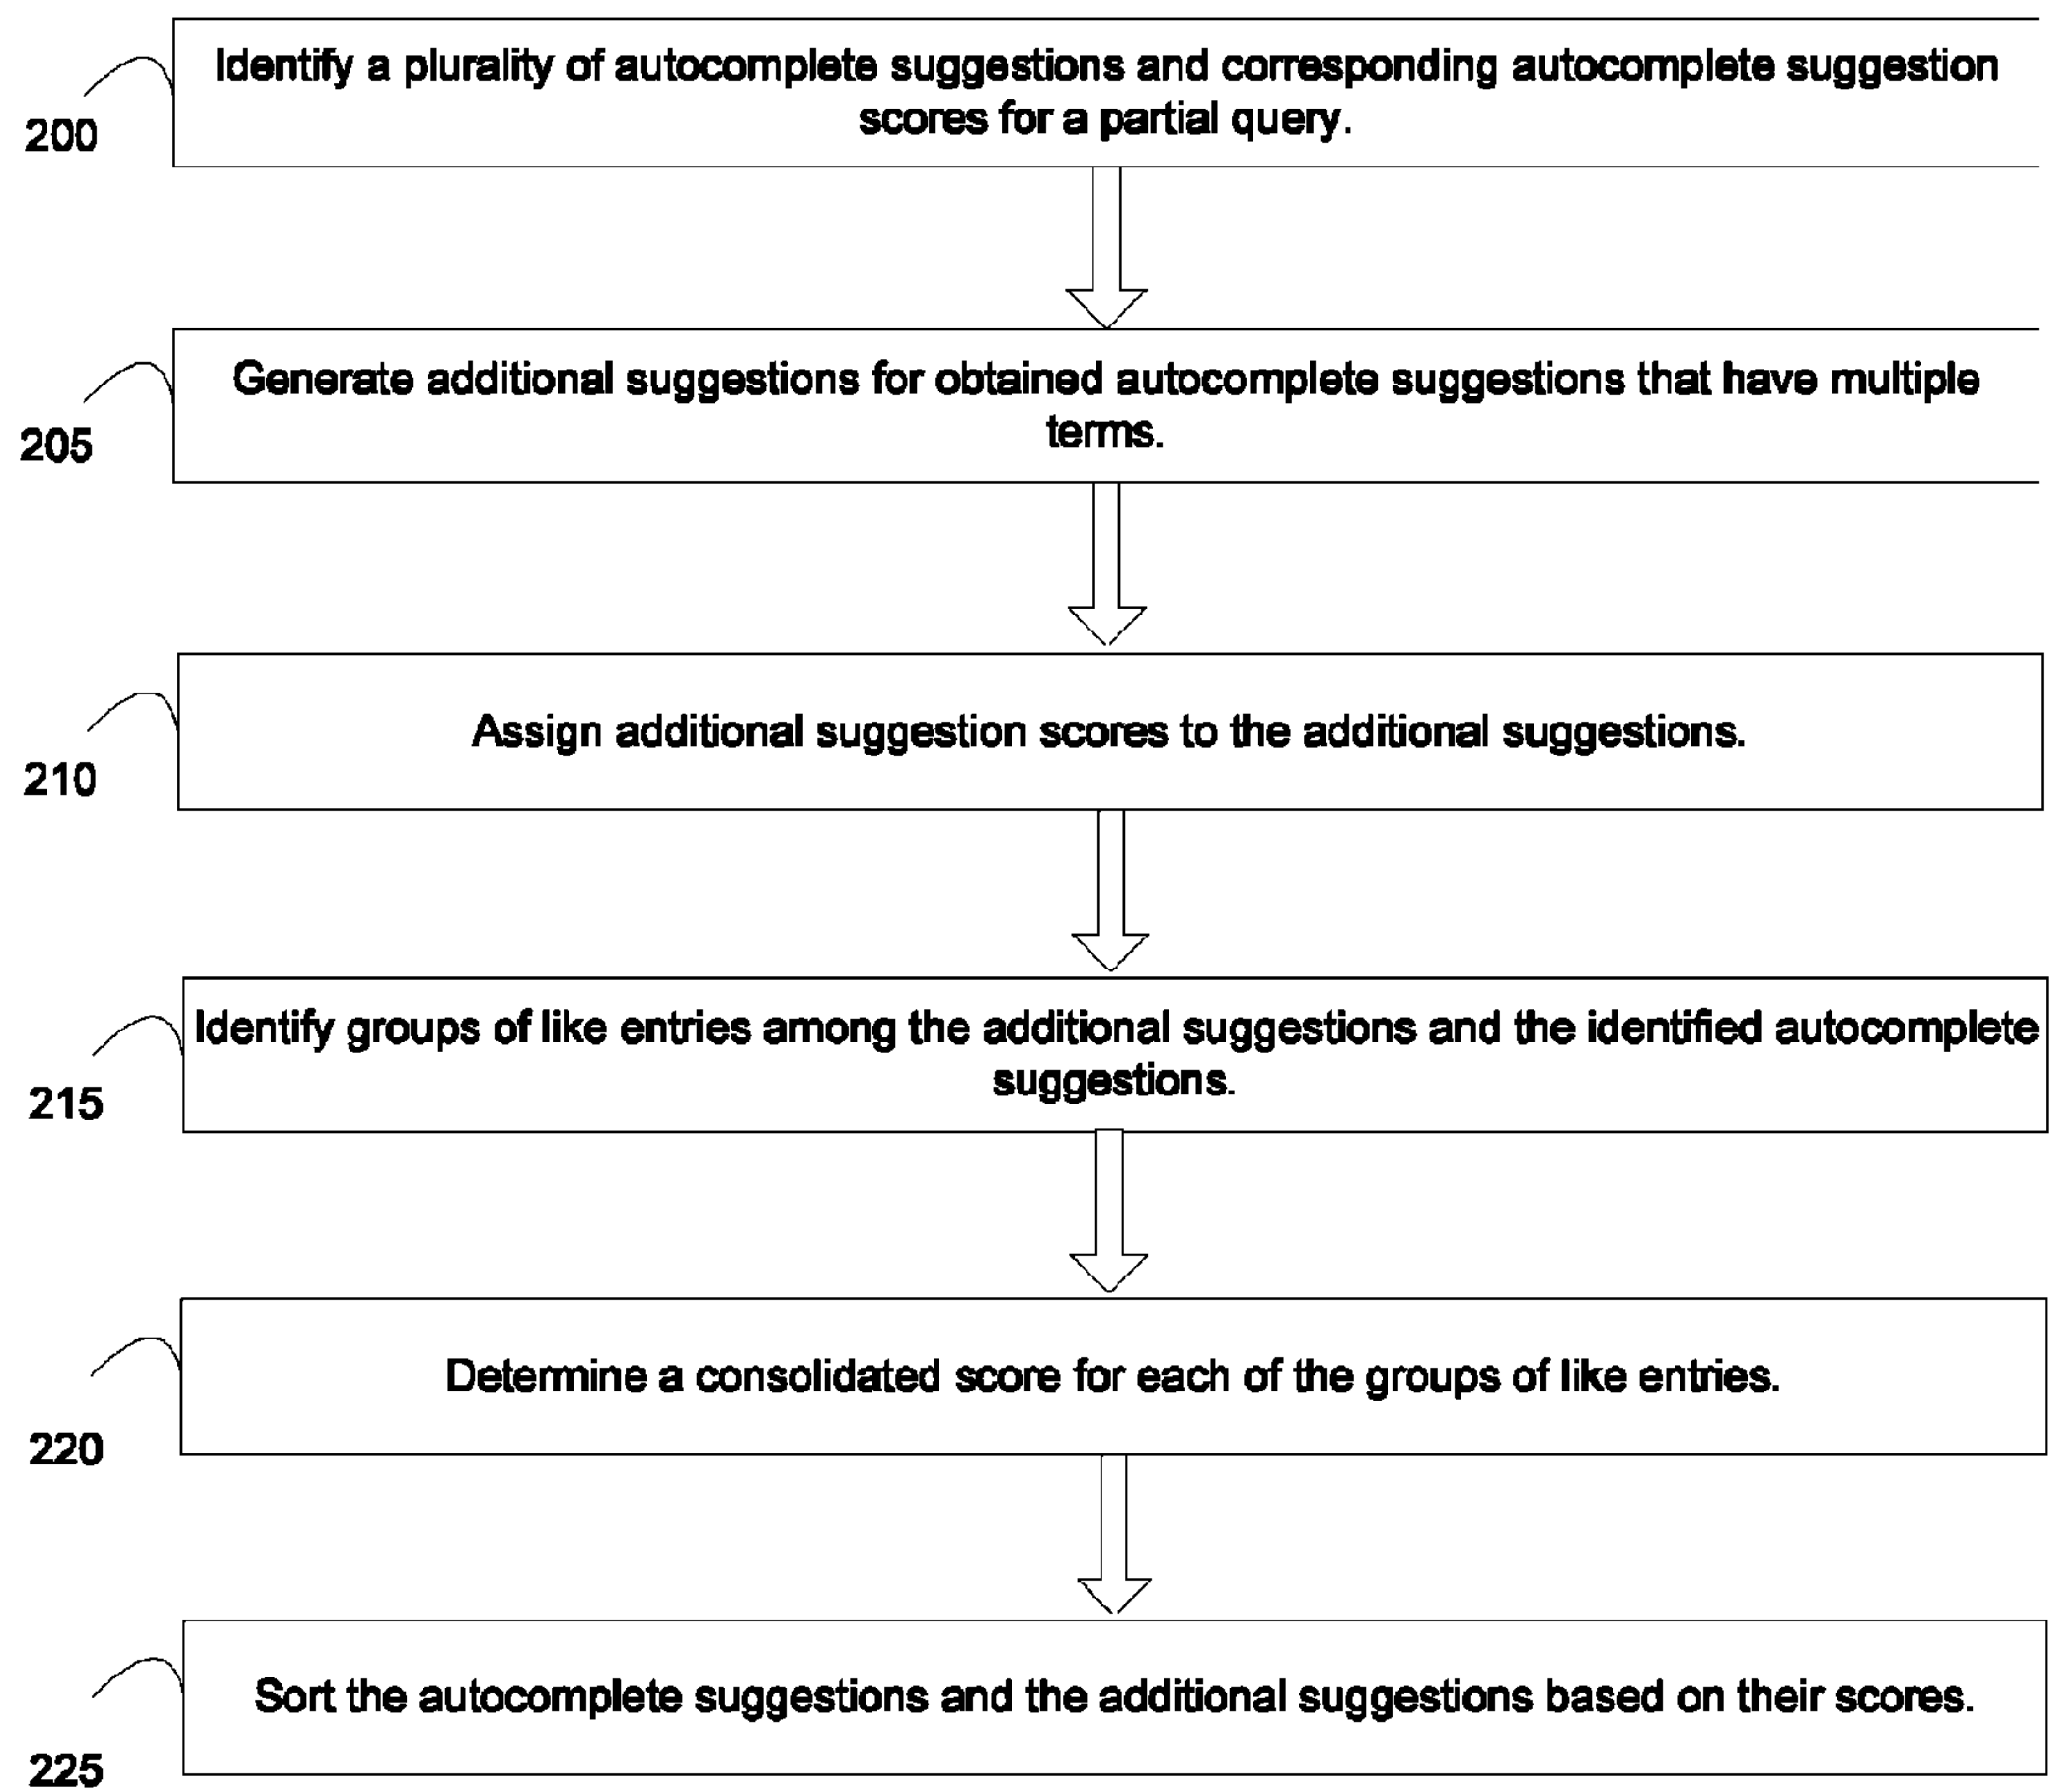 Identify a plurality of autocomplete suggestions and corresponding autocomplete suggestion
scores for a partial query.
200
Generate additional suggestions for obtained autocomplete suggestions that have multiple
terms.
205
Assign additional suggestion scores to the additional suggestions.
210
Identify groups of like entries among the additional suggestions and the identified autocomplete
suggestions.
215
Determine a consolidated score for each of the groups of like entries.
220
Sort the autocomplete suggestions and the additional suggestions based on their scores.
225